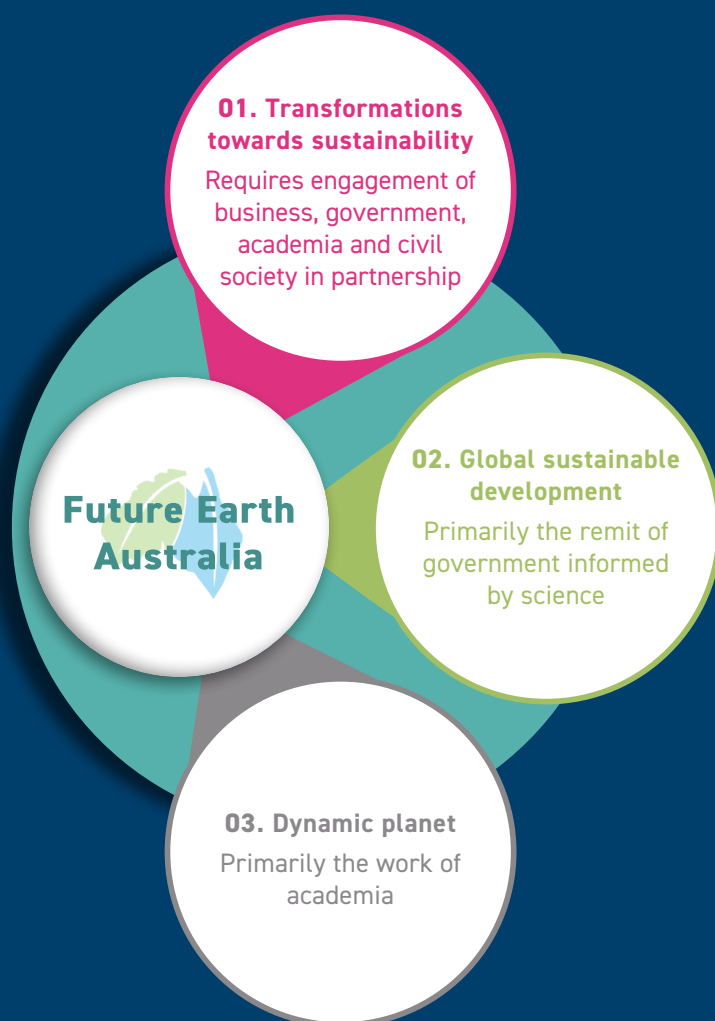 01. Transformations
towards sustainability
Requires engagement of
business, government,
academia and civil
society in partnership
Future Earth
Australia
02. Global sustainable
development
Primarily the remit of
government informed
by science
03. Dynamic planet
Primarily the work of
academia